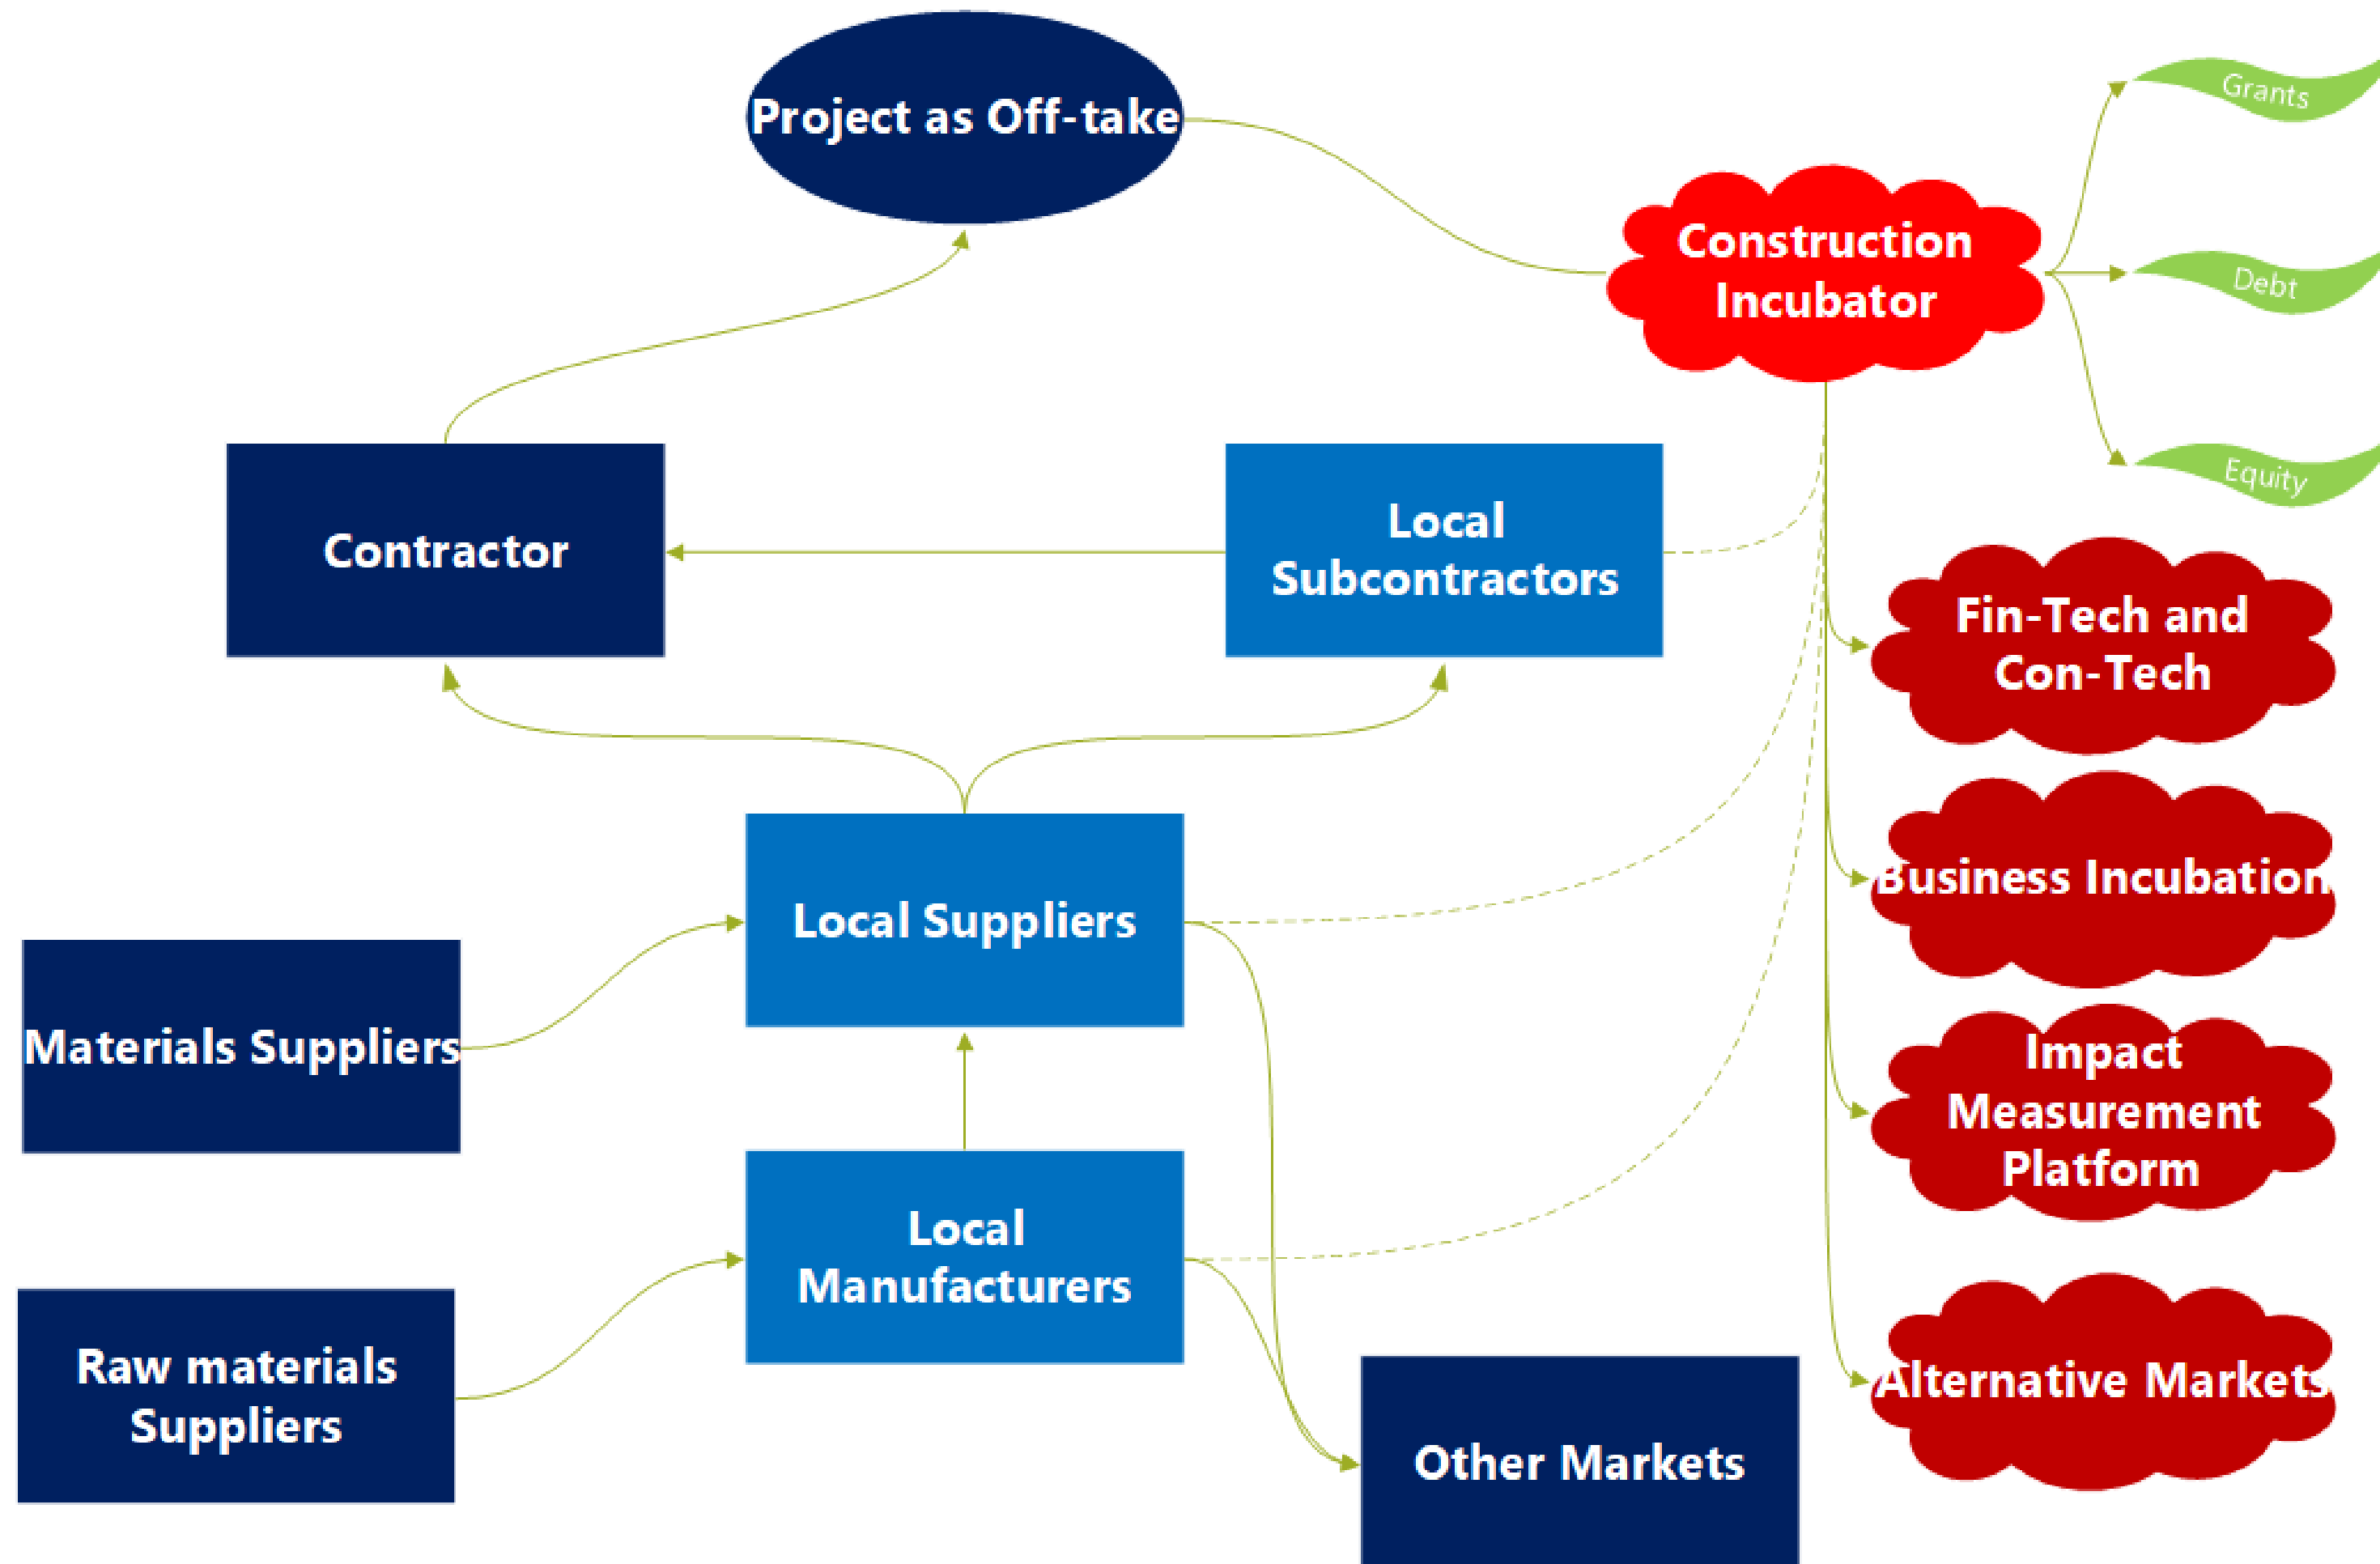 Project as Off-take
Grants
Construction
Incubator
Debt
Equity
Contractor
Local
Subcontractors
Fin-Tech and
Con-Tech
Business Incubation
Local Suppliers
Materials Suppliers
Impact
Measurement
Platform
Local
Manufacturers
Raw materials
Suppliers
Alternative Markets
Other Markets